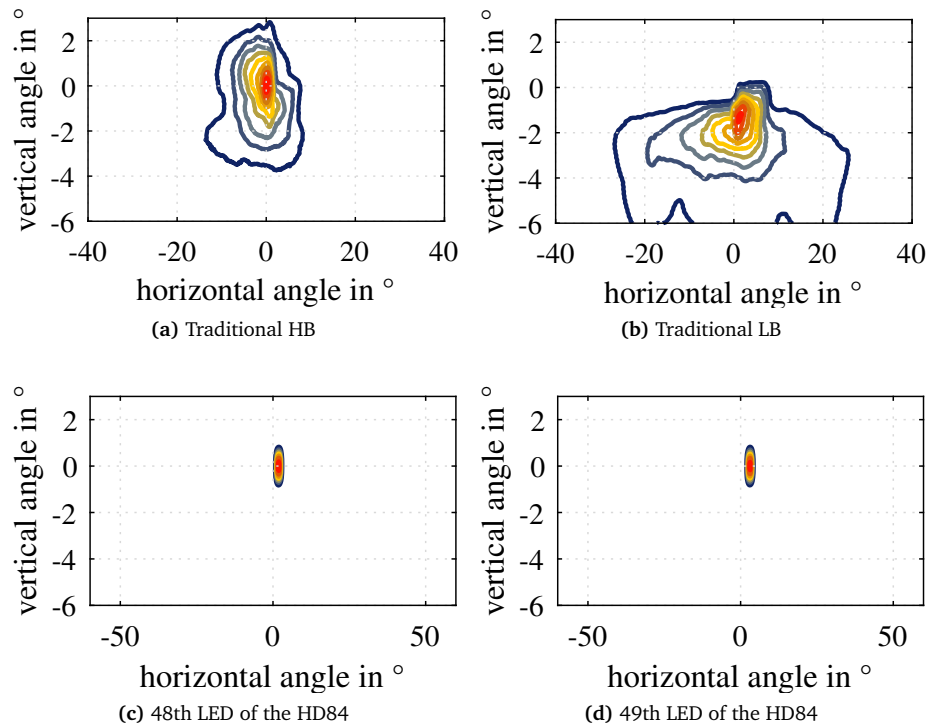 vertical angle in °
2
0
-2
-4
-6
-40 -20 0 20 40
horizontal angle in °
(a) Traditional HB
vertical angle in °
2
0
-2
-4
-6
-40 -20 0 20 40
horizontal angle in °
(b) Traditional LB
vertical angle in °
2
0
-2
-4
-6
-50 0 50
horizontal angle in °
(c) 48th LED of the HD84
vertical angle in °
2
0
-2
-4
-6
-50 0 50
horizontal angle in °
(d) 49th LED of the HD84